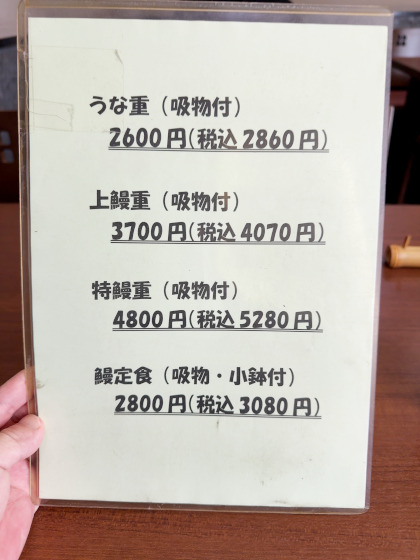 うな重（吸物付）
2600円（税込2860円）
上鰻重（吸物付）
3700円（税込4070円）
特鰻重（吸物付）
4800円（税込5280円）
鰻定食（吸物・小鉢付）
2800円（税込3080円）